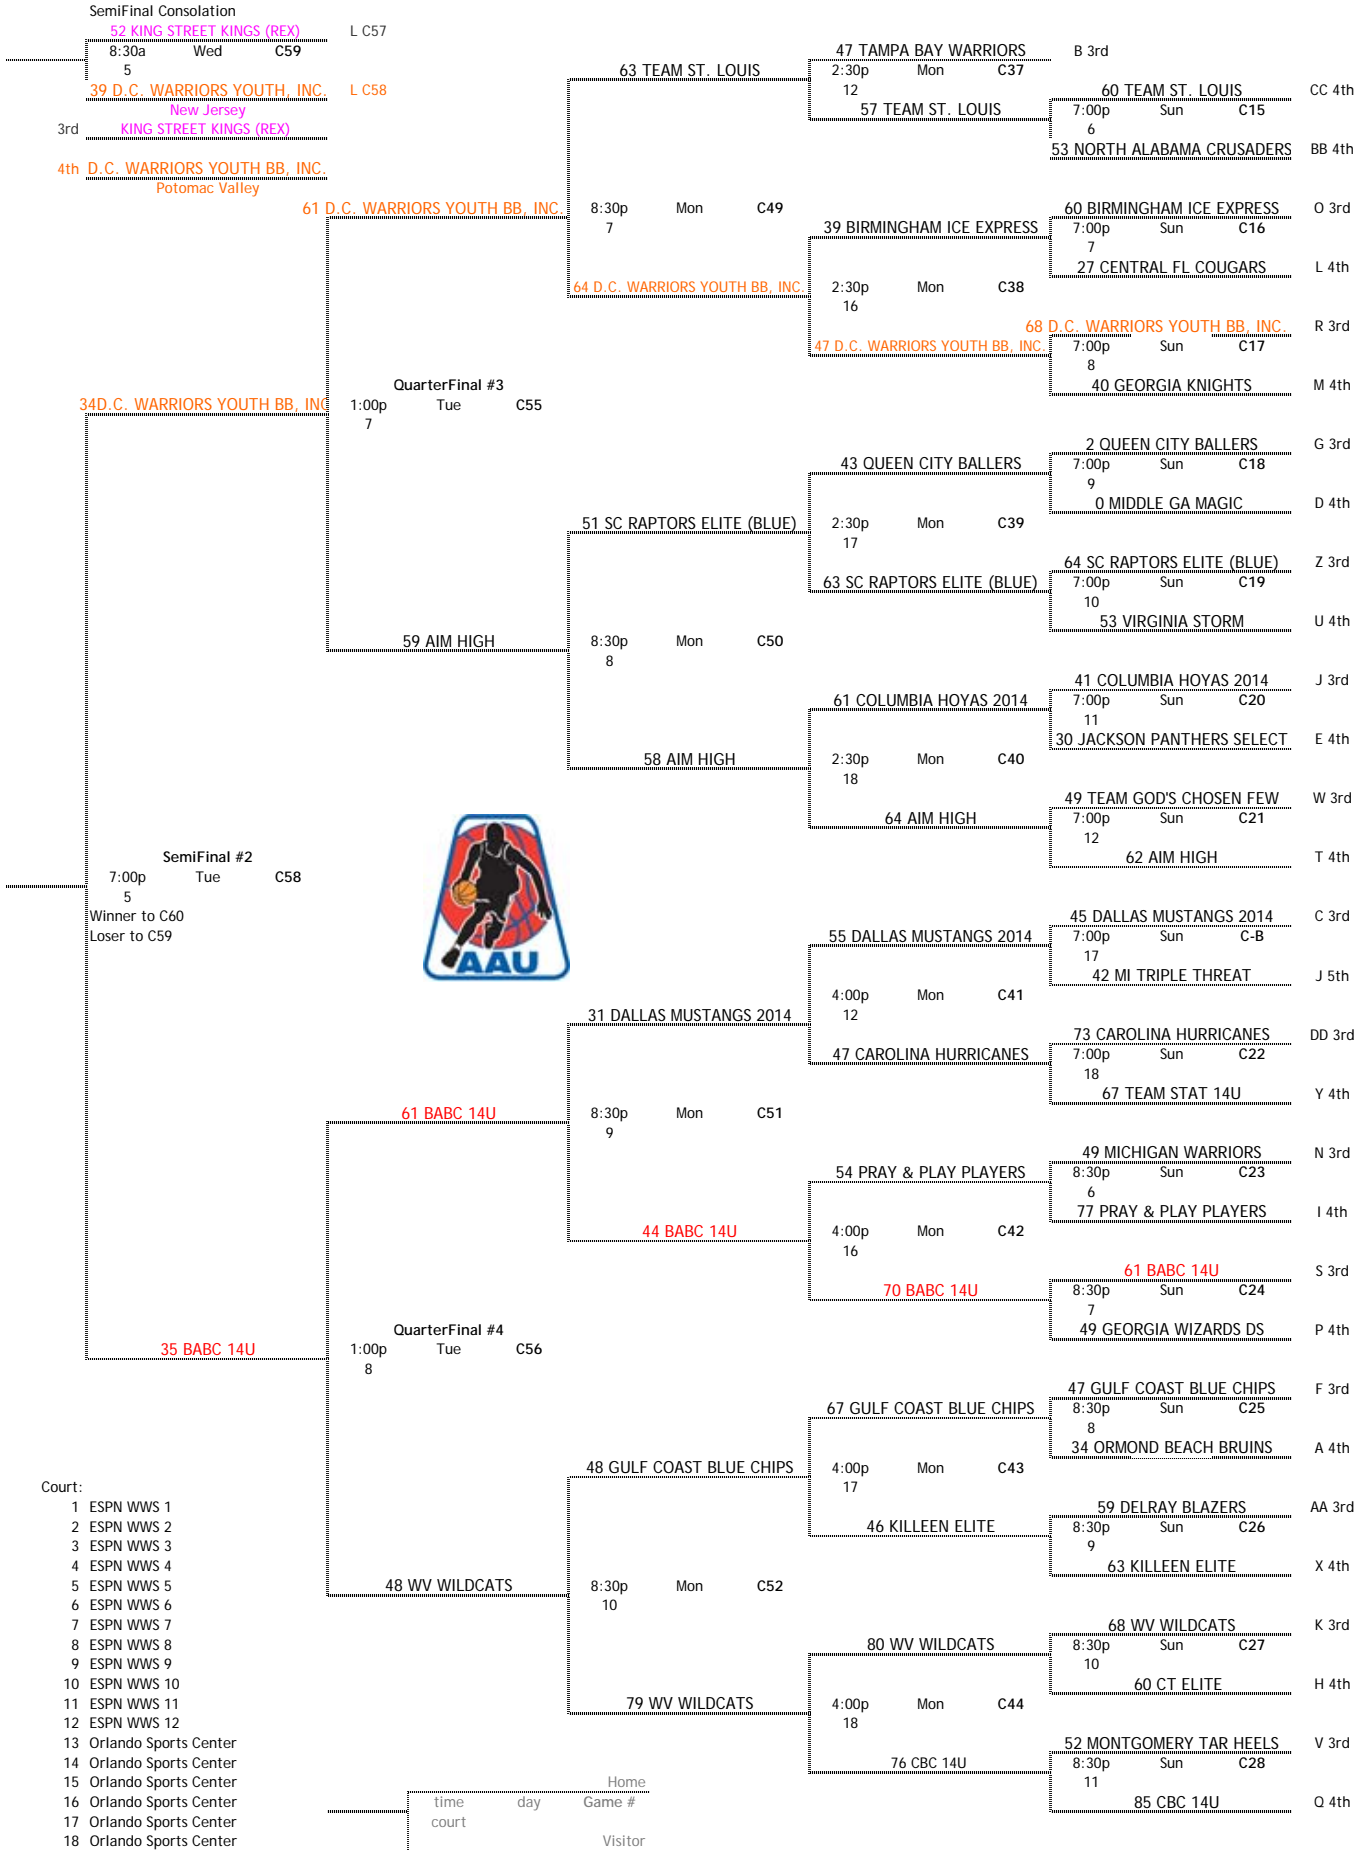 SemiFinal Consolation
52 KING STREET KINGS (REX) L C57
8:30a Wed C59
5
39 D.C. WARRIORS YOUTH, INC. L C58
New Jersey
3rd KING STREET KINGS (REX)
4th D.C. WARRIORS YOUTH BB, INC.
Potomac Valley
47 TAMPA BAY WARRIORS B 3rd
63 TEAM ST. LOUIS 2:30p Mon C37
12
60 TEAM ST. LOUIS CC 4th
57 TEAM ST. LOUIS 7:00p Sun C15
6
53 NORTH ALABAMA CRUSADERS BB 4th
61 D.C. WARRIORS YOUTH BB, INC. 8:30p Mon C49
7
60 BIRMINGHAM ICE EXPRESS O 3rd
39 BIRMINGHAM ICE EXPRESS 7:00p Sun C16
7
27 CENTRAL FL COUGARS L 4th
64 D.C. WARRIORS YOUTH BB, INC. 2:30p Mon C38
16
68 D.C. WARRIORS YOUTH BB, INC. R 3rd
47 D.C. WARRIORS YOUTH BB, INC. 7:00p Sun C17
8
40 GEORGIA KNIGHTS M 4th
QuarterFinal #3
34D.C. WARRIORS YOUTH BB, INC 1:00p Tue C55
7
2 QUEEN CITY BALLERS G 3rd
43 QUEEN CITY BALLERS 7:00p Sun C18
9
0 MIDDLE GA MAGIC D 4th
51 SC RAPTORS ELITE (BLUE) 2:30p Mon C39
17
64 SC RAPTORS ELITE (BLUE) Z 3rd
63 SC RAPTORS ELITE (BLUE) 7:00p Sun C19
10
53 VIRGINIA STORM U 4th
59 AIM HIGH 8:30p Mon C50
8
41 COLUMBIA HOYAS 2014 J 3rd
61 COLUMBIA HOYAS 2014 7:00p Sun C20
11
30 JACKSON PANTHERS SELECT E 4th
58 AIM HIGH 2:30p Mon C40
18
49 TEAM GOD'S CHOSEN FEW W 3rd
64 AIM HIGH 7:00p Sun C21
12
62 AIM HIGH T 4th
SemiFinal #2
7:00p Tue C58
5
Winner to C60
Loser to C59
AAU
45 DALLAS MUSTANGS 2014 C 3rd
55 DALLAS MUSTANGS 2014 7:00p Sun C-B
17
42 MI TRIPLE THREAT J 5th
31 DALLAS MUSTANGS 2014 4:00p Mon C41
12
73 CAROLINA HURRICANES DD 3rd
47 CAROLINA HURRICANES 7:00p Sun C22
18
67 TEAM STAT 14U Y 4th
61 BABC 14U 8:30p Mon C51
9
49 MICHIGAN WARRIORS N 3rd
54 PRAY & PLAY PLAYERS 8:30p Sun C23
6
77 PRAY & PLAY PLAYERS I 4th
44 BABC 14U 4:00p Mon C42
16
61 BABC 14U S 3rd
70 BABC 14U 8:30p Sun C24
7
49 GEORGIA WIZARDS DS P 4th
QuarterFinal #4
35 BABC 14U 1:00p Tue C56
8
47 GULF COAST BLUE CHIPS F 3rd
67 GULF COAST BLUE CHIPS 8:30p Sun C25
8
34 ORMOND BEACH BRUINS A 4th
48 GULF COAST BLUE CHIPS 4:00p Mon C43
17
59 DELRAY BLAZERS AA 3rd
46 KILLEEN ELITE 8:30p Sun C26
9
63 KILLEEN ELITE X 4th
48 WV WILDCATS 8:30p Mon C52
10
68 WV WILDCATS K 3rd
80 WV WILDCATS 8:30p Sun C27
10
60 CT ELITE H 4th
79 WV WILDCATS 4:00p Mon C44
18
52 MONTGOMERY TAR HEELS V 3rd
76 CBC 14U 8:30p Sun C28
11
85 CBC 14U Q 4th
Court:
1 ESPN WWS 1
2 ESPN WWS 2
3 ESPN WWS 3
4 ESPN WWS 4
5 ESPN WWS 5
6 ESPN WWS 6
7 ESPN WWS 7
8 ESPN WWS 8
9 ESPN WWS 9
10 ESPN WWS 10
11 ESPN WWS 11
12 ESPN WWS 12
13 Orlando Sports Center
14 Orlando Sports Center
15 Orlando Sports Center
16 Orlando Sports Center
17 Orlando Sports Center
18 Orlando Sports Center
Home
time day Game #
court
Visitor